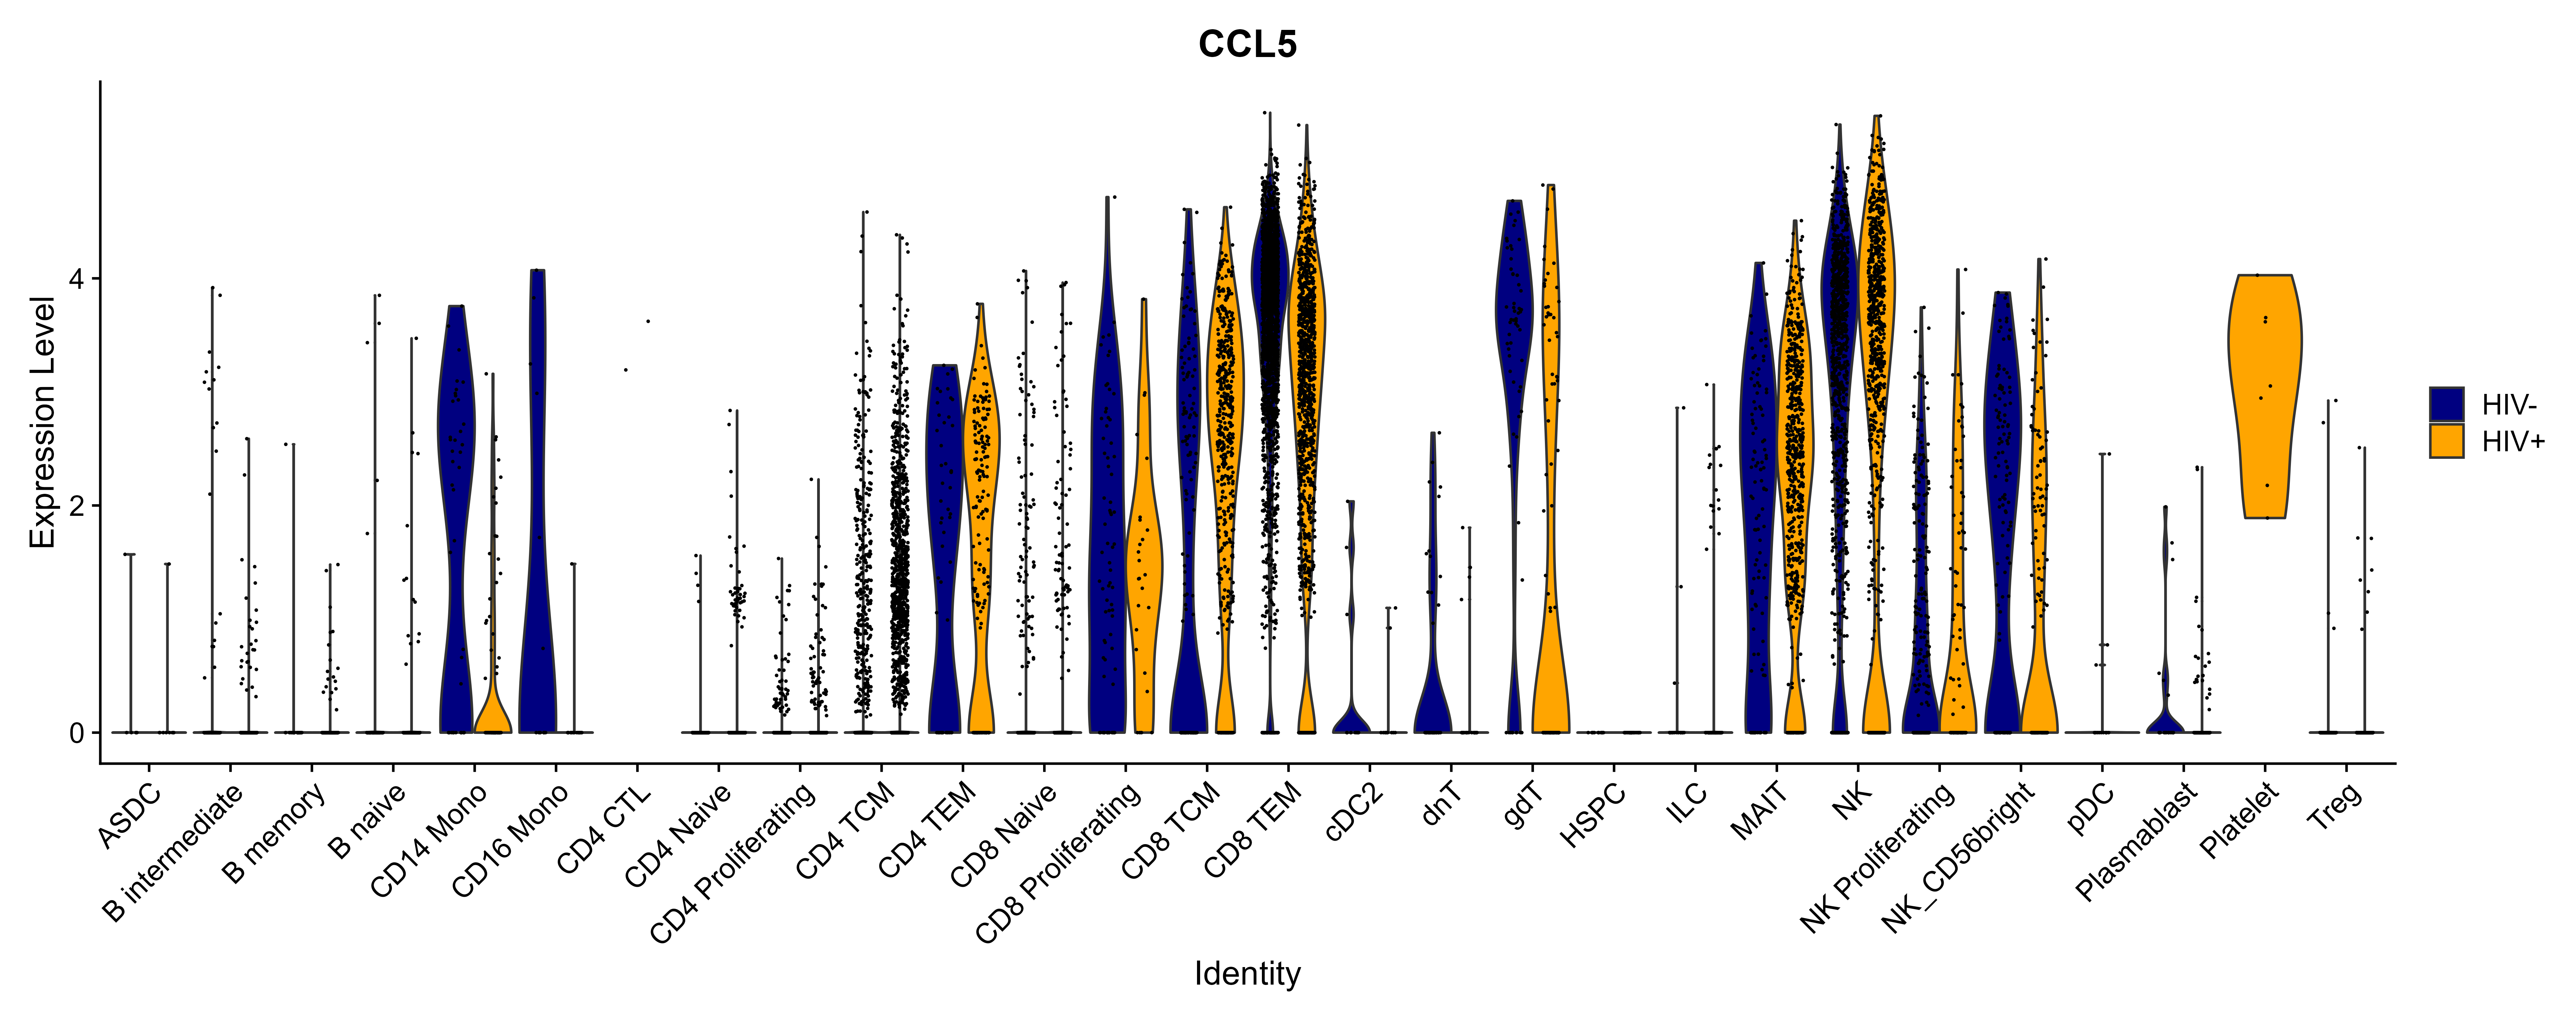 CCL5
Expression Level
4
2
0
HIV-
HIV+
ASDC
B intermediate
B memory
B naive
CD14 Mono
CD16 Mono
CD4 CTL
CD4 Naive
CD4 Proliferating
CD4 TCM
CD4 TEM
CD8 Naive
CD8 Proliferating
CD8 TCM
CD8 TEM
cDC2
dnT
gdT
HSPC
ILC
MAIT
NK
NK Proliferating
NK_CD56bright
pDC
Plasmablast
Platelet
Treg
Identity